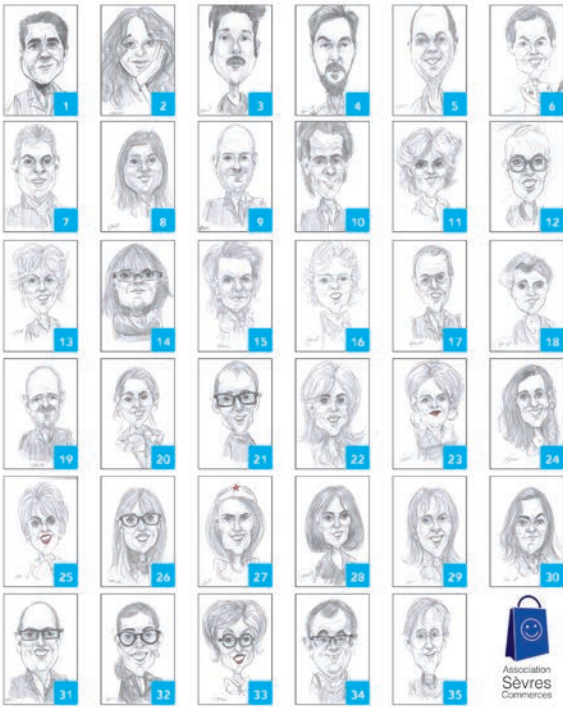 1 2 3 4 5 6
7 8 9 10 11 12
13 14 15 16 17 18
19 20 21 22 23 24
25 26 27 28 29 30
31 32 33 34 35
Association
Sèvres
Commerces